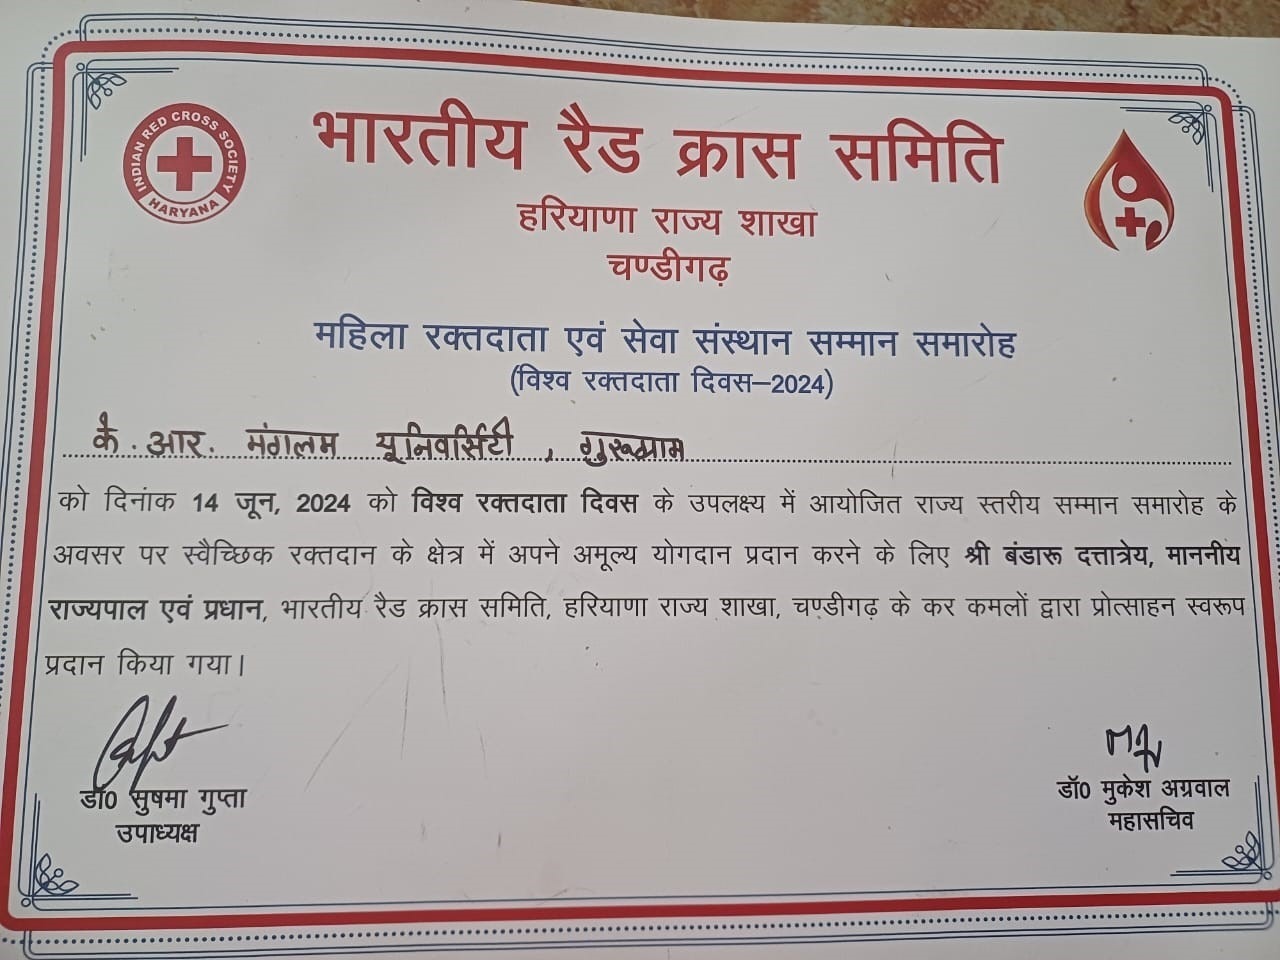 INDIAN RED CROSS SOCIETY
HARYANA
भारतीय रैड क्रास समिति
हरियाणा राज्य शाखा
चण्डीगढ़
महिला रक्तदाता एवं सेवा संस्थान सम्मान समारोह
(विश्व रक्तदाता दिवस–2024)
के. आर. मंगलम यूनिवर्सिटी, गुरूग्राम
को दिनांक 14 जून, 2024 को विश्व रक्तदाता दिवस के उपलक्ष्य में आयोजित राज्य स्तरीय सम्मान समारोह के
अवसर पर स्वैच्छिक रक्तदान के क्षेत्र में अपने अमूल्य योगदान प्रदान करने के लिए श्री बंडारू दत्तात्रेय, माननीय
राज्यपाल एवं प्रधान, भारतीय रैड क्रास समिति, हरियाणा राज्य शाखा, चण्डीगढ़ के कर कमलों द्वारा प्रोत्साहन स्वरूप
प्रदान किया गया।
डॉ0 सुषमा गुप्ता
उपाध्यक्ष
डॉ0 मुकेश अग्रवाल
महासचिव